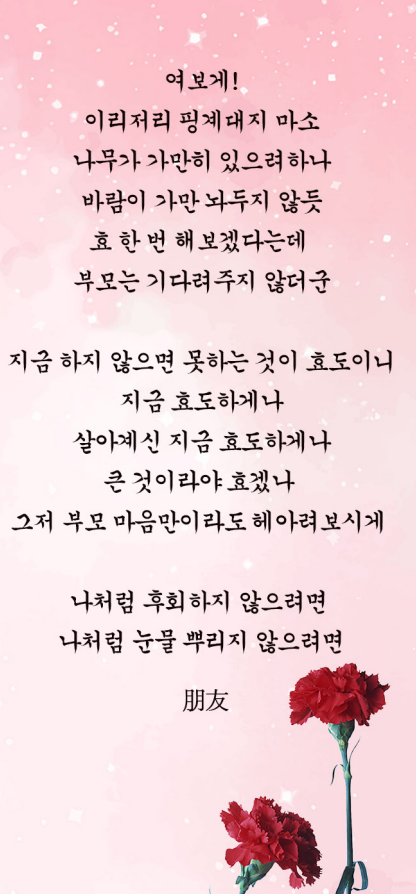 여보게!
이리저리 핑계대지 마소
나무가 가만히 있으려하나
바람이 가만 놔두지 않듯
효 한 번 해 보겠다는데
부모는 기다려주지 않더군
지금 하지 않으면 못하는 것이 효도이니
지금 효도하게나
살아계신 지금 효도하게나
큰 것이라야 효겠나
그저 부모 마음만이라도 헤아려 보시게
나처럼 후회하지 않으려면
나처럼 눈물 뿌리지 않으려면
朋友